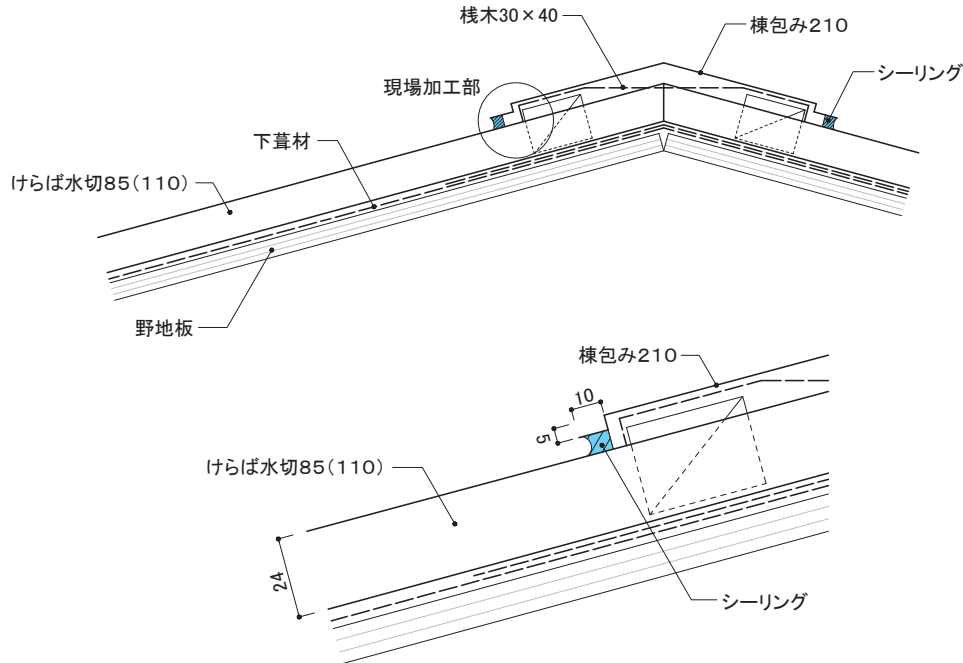 桟木30×40
棟包み210
シーリング
現場加工部
下葺材
けらば水切85(110)
野地板
棟包み210
10
5
けらば水切85(110)
24
シーリング